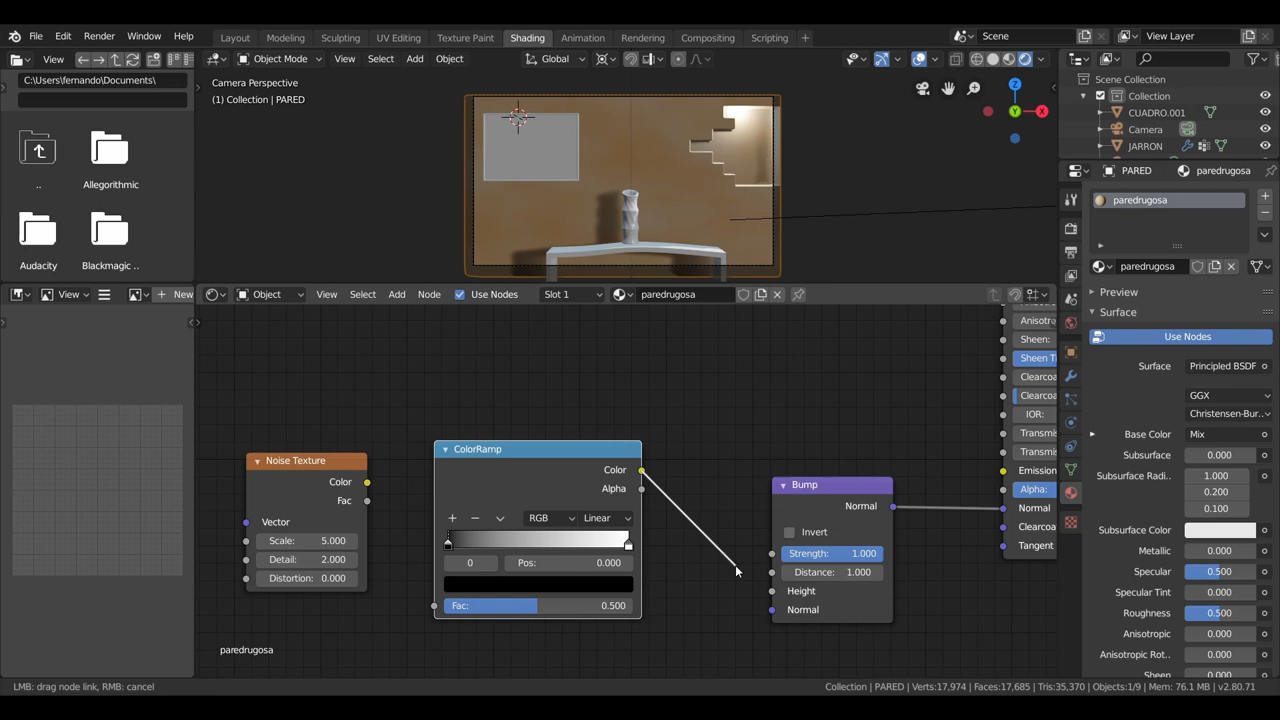 File Edit Render Window Help Layout Modeling Sculpting UV Editing Texture Paint Shading Animation Rendering Compositing Scripting + Scene View Layer
View
Object Mode View Select Add Object Global
C:\Users\fernando\Documents\
..
Allegorithmic
Audacity
Blackmagic ..
Camera Perspective
(1) Collection | PARED
Scene Collection
Collection
CUADRO.001
Camera
JARRON
PARED paredrugosa
paredrugosa
paredrugosa
Preview
Surface
Use Nodes
Surface Principled BSDF
GGX
Christensen-Bur..
Base Color Mix
Subsurface 0.000
Subsurface Radi.. 1.000
0.200
0.100
Subsurface Color
Metallic 0.000
Specular 0.500
Specular Tint 0.000
Roughness 0.500
Anisotropic 0.000
Anisotropic Rot.. 0.000
Sheen 0.000
View New
Object View Select Add Node Use Nodes Slot 1 paredrugosa
Noise Texture
Color
Fac
Vector
Scale: 5.000
Detail: 2.000
Distortion: 0.000
ColorRamp
Color
Alpha
RGB Linear
0 Pos: 0.000
Fac: 0.500
Bump
Normal
Invert
Strength: 1.000
Distance: 1.000
Height
Normal
Anisotr
Sheen:
Sheen T
Clearcoa
Clearcoa
IOR:
Transmis
Transmis
Emission
Alpha:
Normal
Clearcoa
Tangent
paredrugosa
LMB: drag node link, RMB: cancel
Collection | PARED | Verts:17,974 | Faces:17,685 | Tris:35,370 | Objects:1/9 | Mem: 76.1 MB | v2.80.71